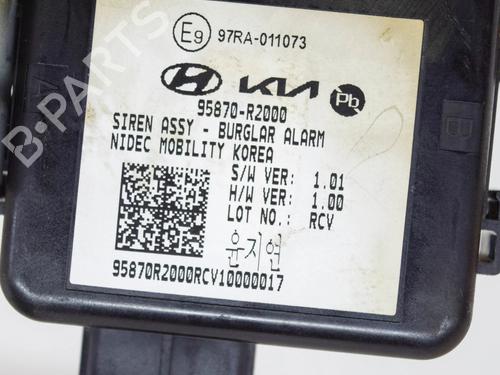 E9 97RA-011073
HYUNDAI KIA Pb
95870-R2000
SIREN ASSY - BURGLAR ALARM
NIDEC MOBILITY KOREA
S/W VER: 1.01
H/W VER: 1.00
LOT NO.: RCV
윤지현
95870R2000RCV10000017
B-PARTS